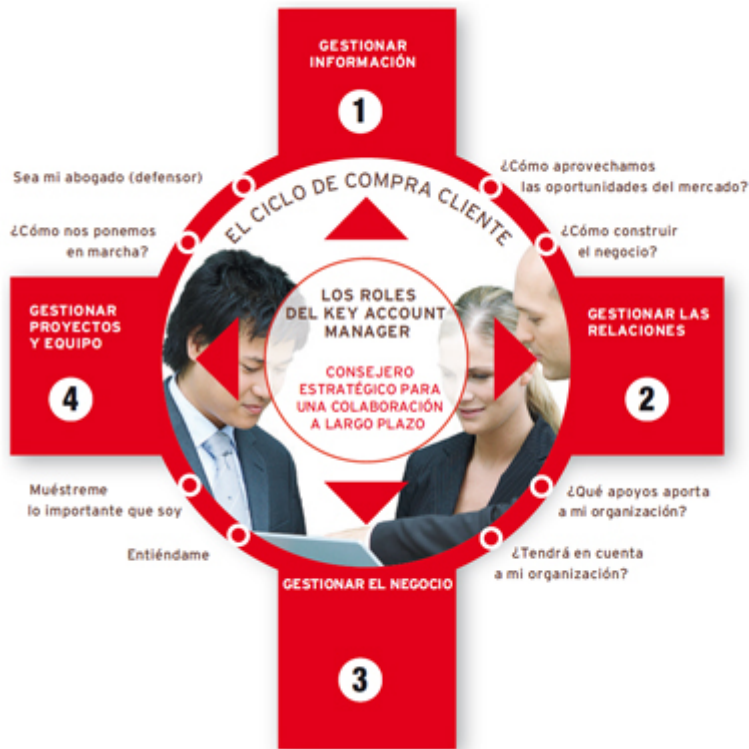 GESTIONAR
INFORMACIÓN
1
EL CICLO DE COMPRA CLIENTE
¿Cómo aprovechamos
las oportunidades del mercado?
¿Cómo construir
el negocio?
GESTIONAR LAS
RELACIONES
2
¿Qué apoyos aporta
a mi organización?
¿Tendrá en cuenta
a mi organización?
GESTIONAR EL NEGOCIO
3
Entiéndame
Muéstreme
lo importante que soy
GESTIONAR
PROYECTOS
Y EQUIPO
4
¿Cómo nos ponemos
en marcha?
Sea mi abogado (defensor)
LOS ROLES
DEL KEY ACCOUNT
MANAGER
CONSEJERO
ESTRATÉGICO PARA
UNA COLABORACIÓN
A LARGO PLAZO